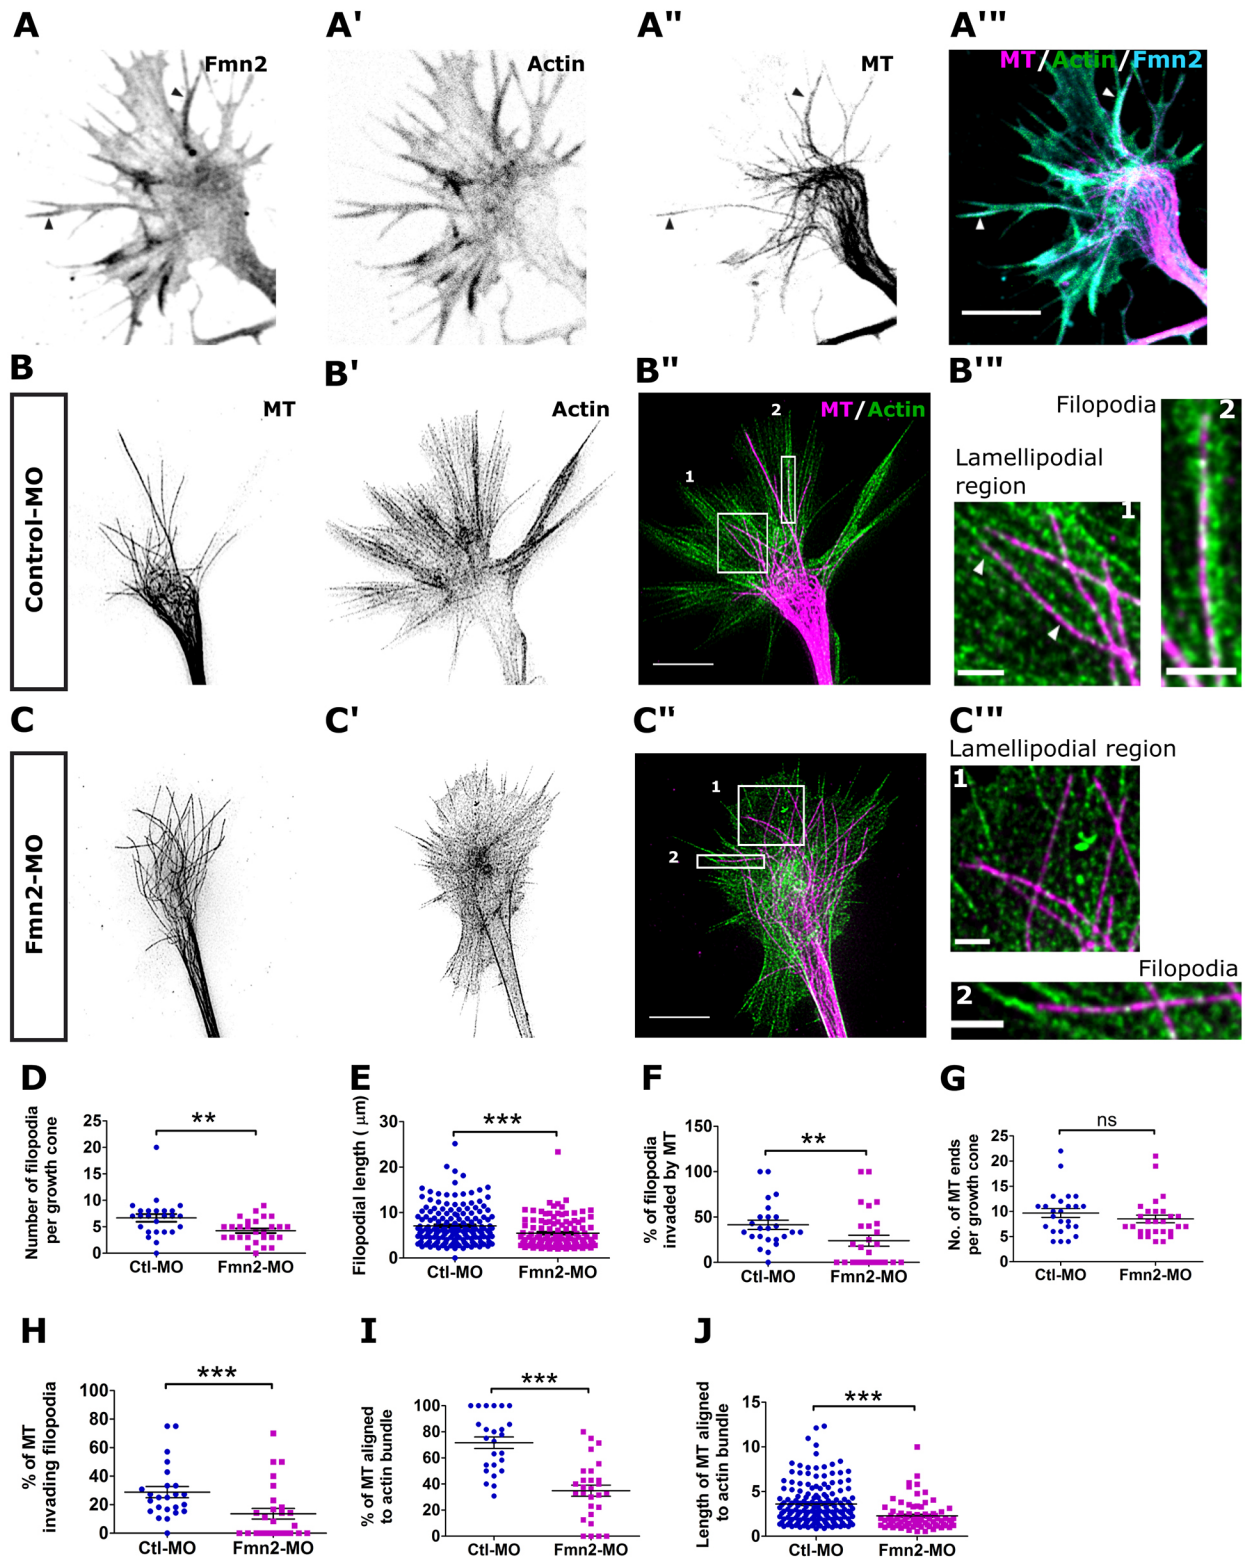 A
A'
A"
A'"
Fmn2
Actin
MT
MT/Actin/Fmn2
B
B'
B"
B'"
Control-MO
MT
Actin
MT/Actin
1
2
Filopodia
2
Lamellipodial
region
1
C
C'
C"
C'"
Fmn2-MO
1
2
Lamellipodial region
1
Filopodia
2
D
Number of filopodia
per growth cone
25
20
15
10
5
0
**
Ctl-MO
Fmn2-MO
E
Filopodial length ( μm)
30
20
10
0
***
Ctl-MO
Fmn2-MO
F
% of filopodia
invaded by MT
150
100
50
0
**
Ctl-MO
Fmn2-MO
G
No. of MT ends
per growth cone
25
20
15
10
5
0
ns
Ctl-MO
Fmn2-MO
H
% of MT
invading filopodia
100
80
60
40
20
0
***
Ctl-MO
Fmn2-MO
I
% of MT aligned
to actin bundle
100
80
60
40
20
0
***
Ctl-MO
Fmn2-MO
J
Length of MT aligned
to actin bundle
15
10
5
0
***
Ctl-MO
Fmn2-MO